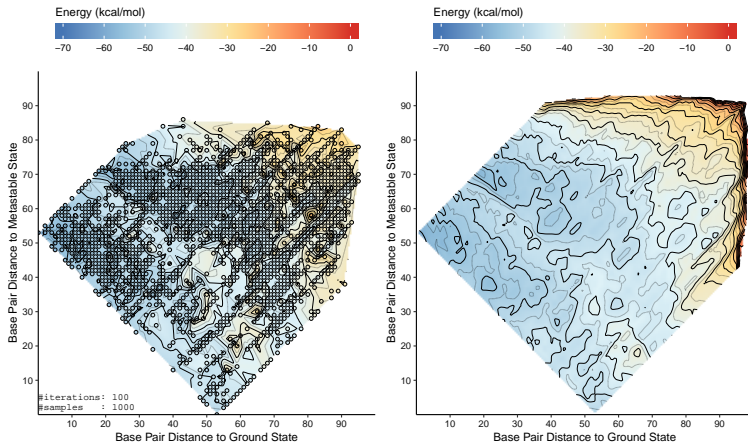 Energy (kcal/mol)
−70 −60 −50 −40 −30 −20 −10 0
Base Pair Distance to Metastable State
90
80
70
60
50
40
30
20
10
#iterations: 100
#samples : 1000
10 20 30 40 50 60 70 80 90
Base Pair Distance to Ground State
Energy (kcal/mol)
−70 −60 −50 −40 −30 −20 −10 0
Base Pair Distance to Metastable State
90
80
70
60
50
40
30
20
10
10 20 30 40 50 60 70 80 90
Base Pair Distance to Ground State